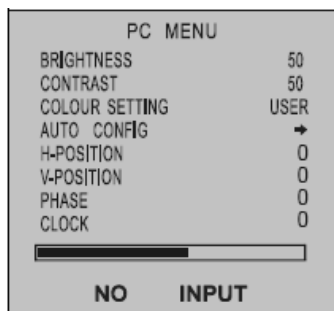 PC MENU
BRIGHTNESS 50
CONTRAST 50
COLOUR SETTING USER
AUTO CONFIG ➔
H-POSITION 0
V-POSITION 0
PHASE 0
CLOCK 0
NO INPUT